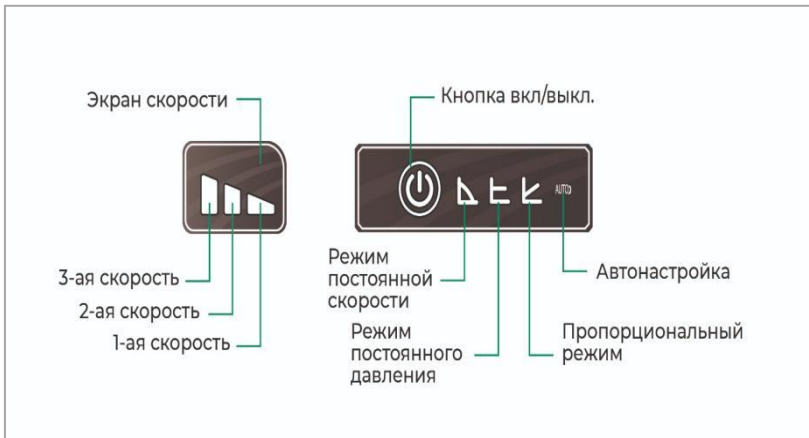 Экран скорости
Кнопка вкл/выкл.
AUTO
3-ая скорость
2-ая скорость
1-ая скорость
Режим
постоянной
скорости
Режим
постоянного
давления
Автонастройка
Пропорциональный
режим